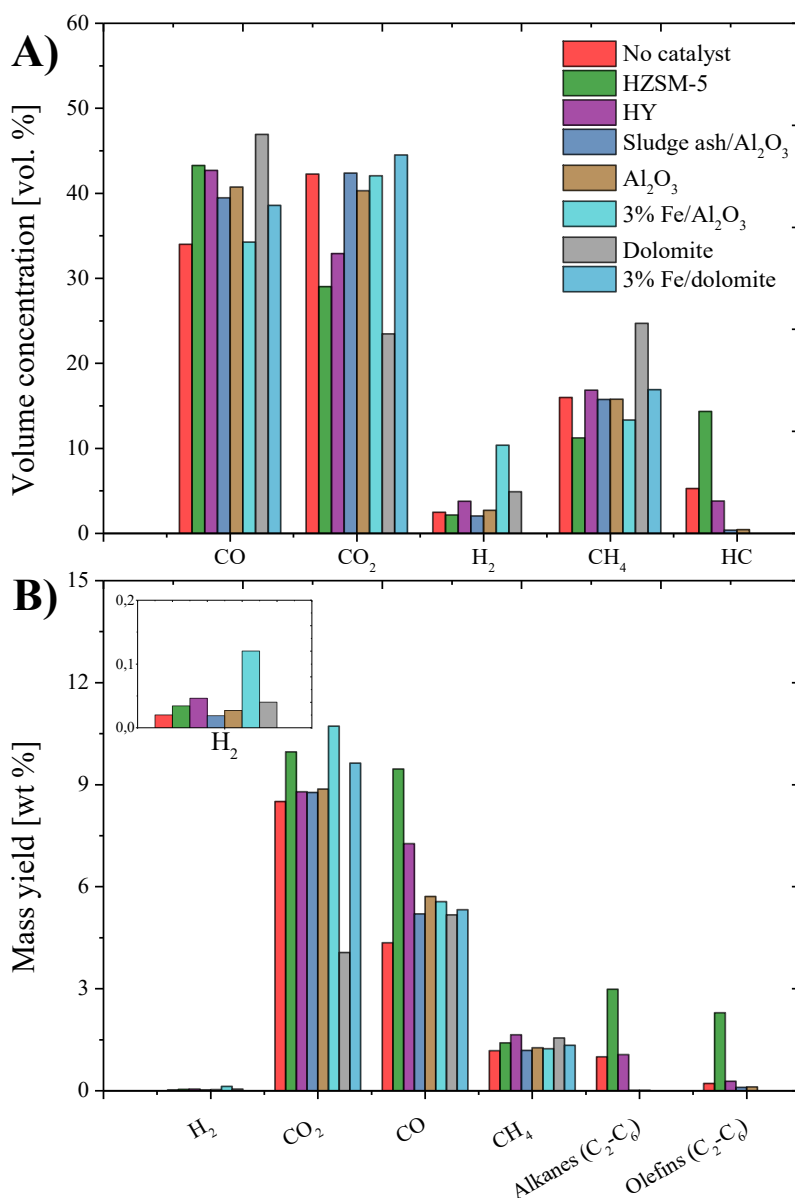 A)
Volume concentration [vol. %]
60
50
40
30
20
10
0
No catalyst
HZSM-5
HY
Sludge ash/Al₂O₃
Al₂O₃
3% Fe/Al₂O₃
Dolomite
3% Fe/dolomite
CO CO₂ H₂ CH₄ HC
B)
Mass yield [wt %]
15
12
9
6
3
0
0,2
0,1
0,0
H₂
H₂ CO₂ CO CH₄ Alkanes (C₂-C₆) Olefins (C₂-C₆)